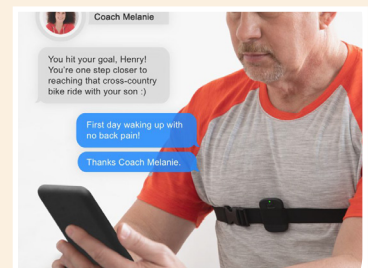 Coach Melanie
You hit your goal, Henry!
You're one step closer to
reaching that cross-country
bike ride with your son :)
First day waking up with
no back pain!
Thanks Coach Melanie.